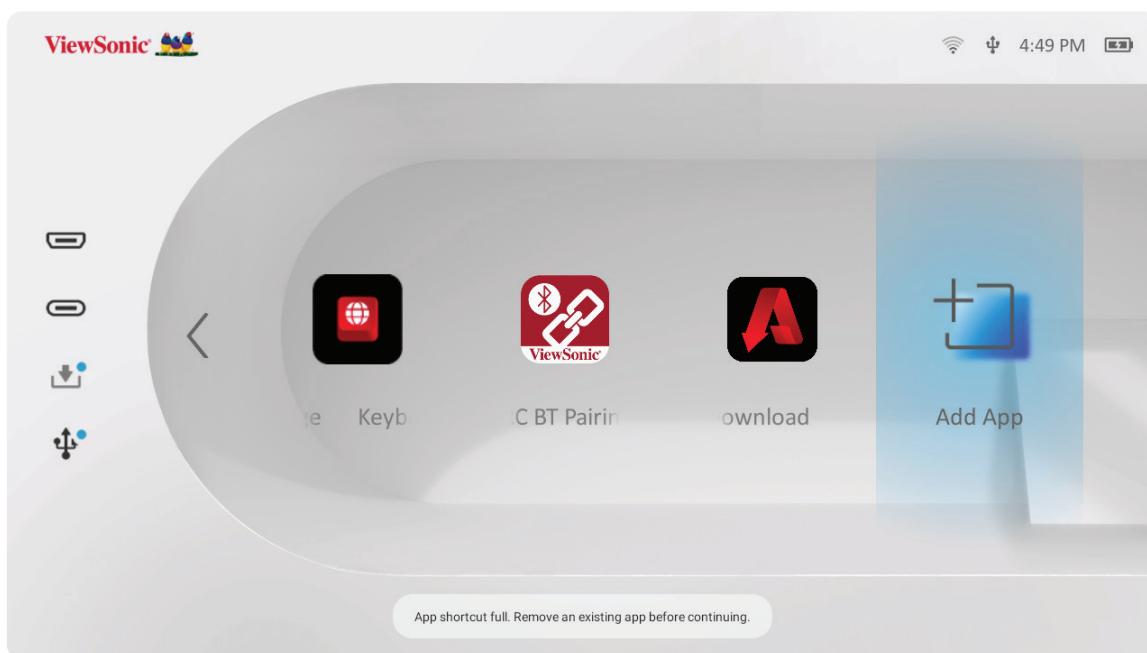 ViewSonic
4:49 PM
ViewSonic
Keyb
C BT Pairin
ownload
Add App
App shortcut full. Remove an existing app before continuing.